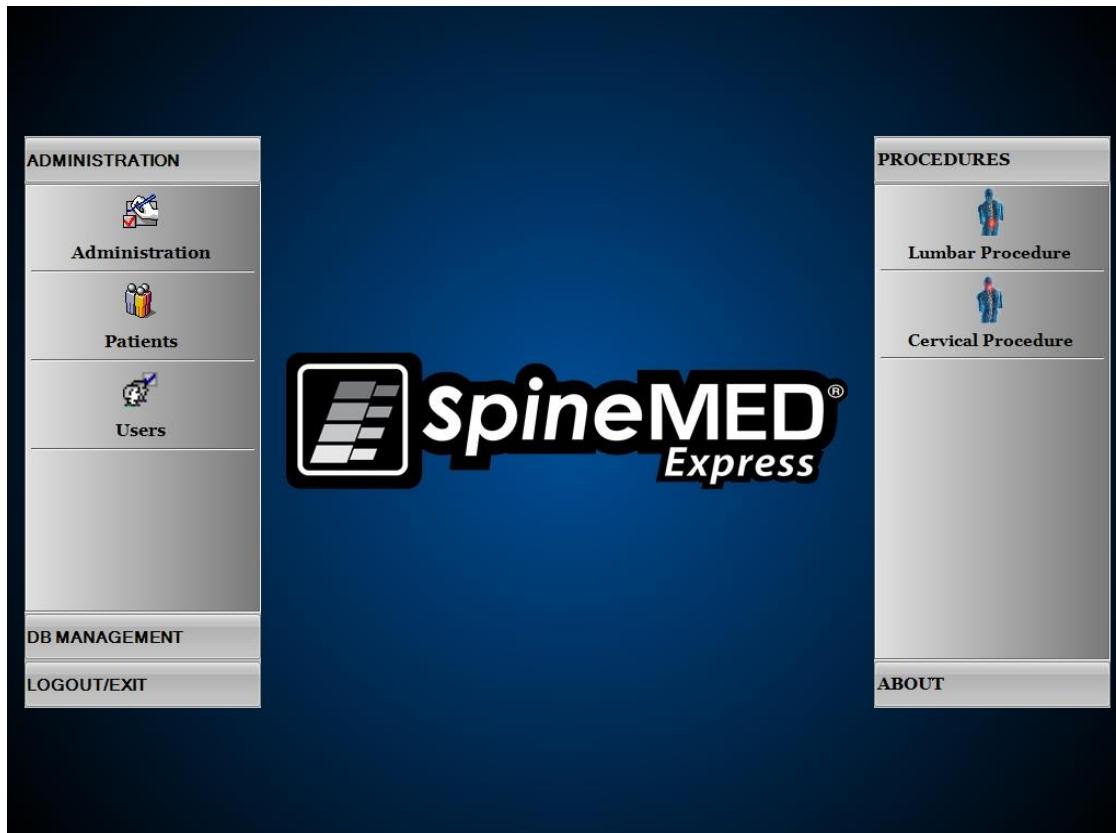 ADMINISTRATION
Administration
Patients
Users
DB MANAGEMENT
LOGOUT/EXIT
SpineMED®
Express
PROCEDURES
Lumbar Procedure
Cervical Procedure
ABOUT